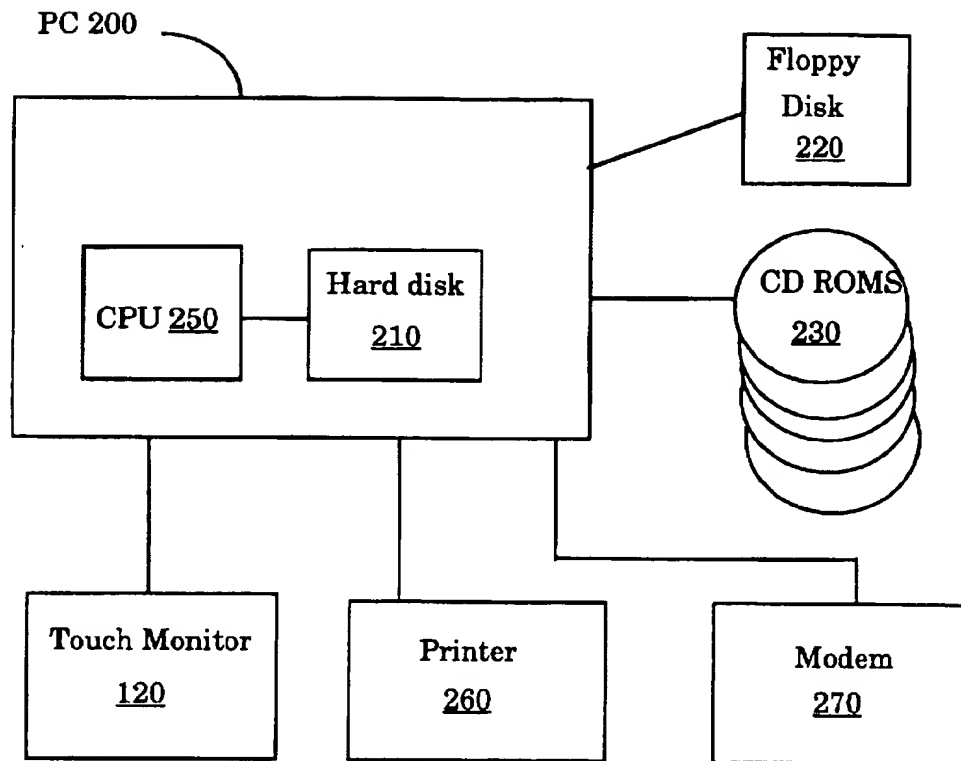 PC 200
Floppy
Disk
220
CPU 250
Hard disk
210
CD ROMS
230
Touch Monitor
120
Printer
260
Modem
270